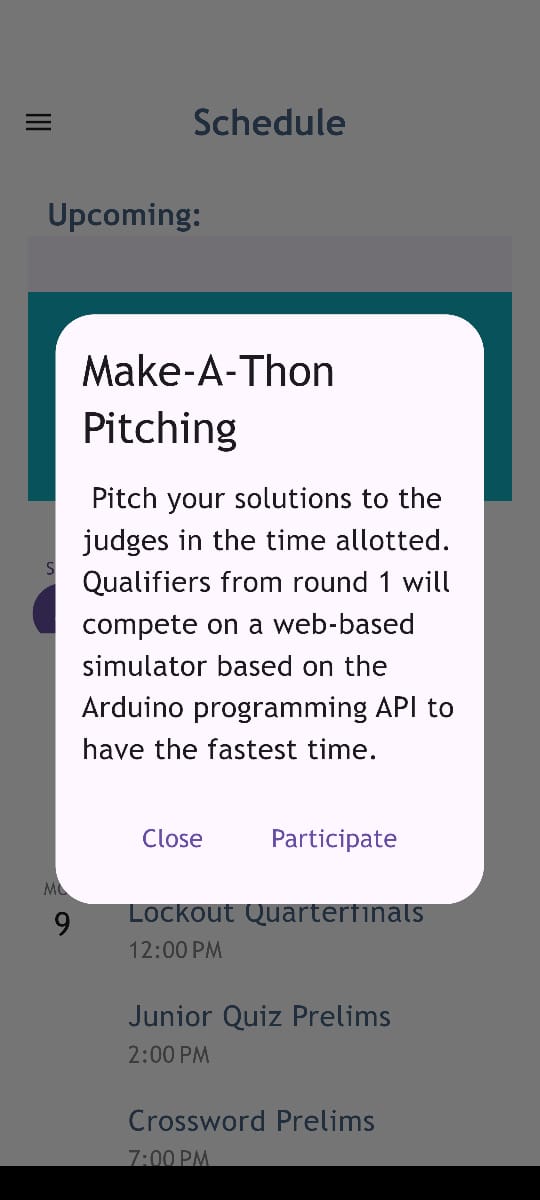 Schedule
Upcoming:
Make-A-Thon
Pitching
Pitch your solutions to the
judges in the time allotted.
Qualifiers from round 1 will
compete on a web-based
simulator based on the
Arduino programming API to
have the fastest time.
Close Participate
9
Lockout Quarterfinals
12:00 PM
Junior Quiz Prelims
2:00 PM
Crossword Prelims
7:00 PM